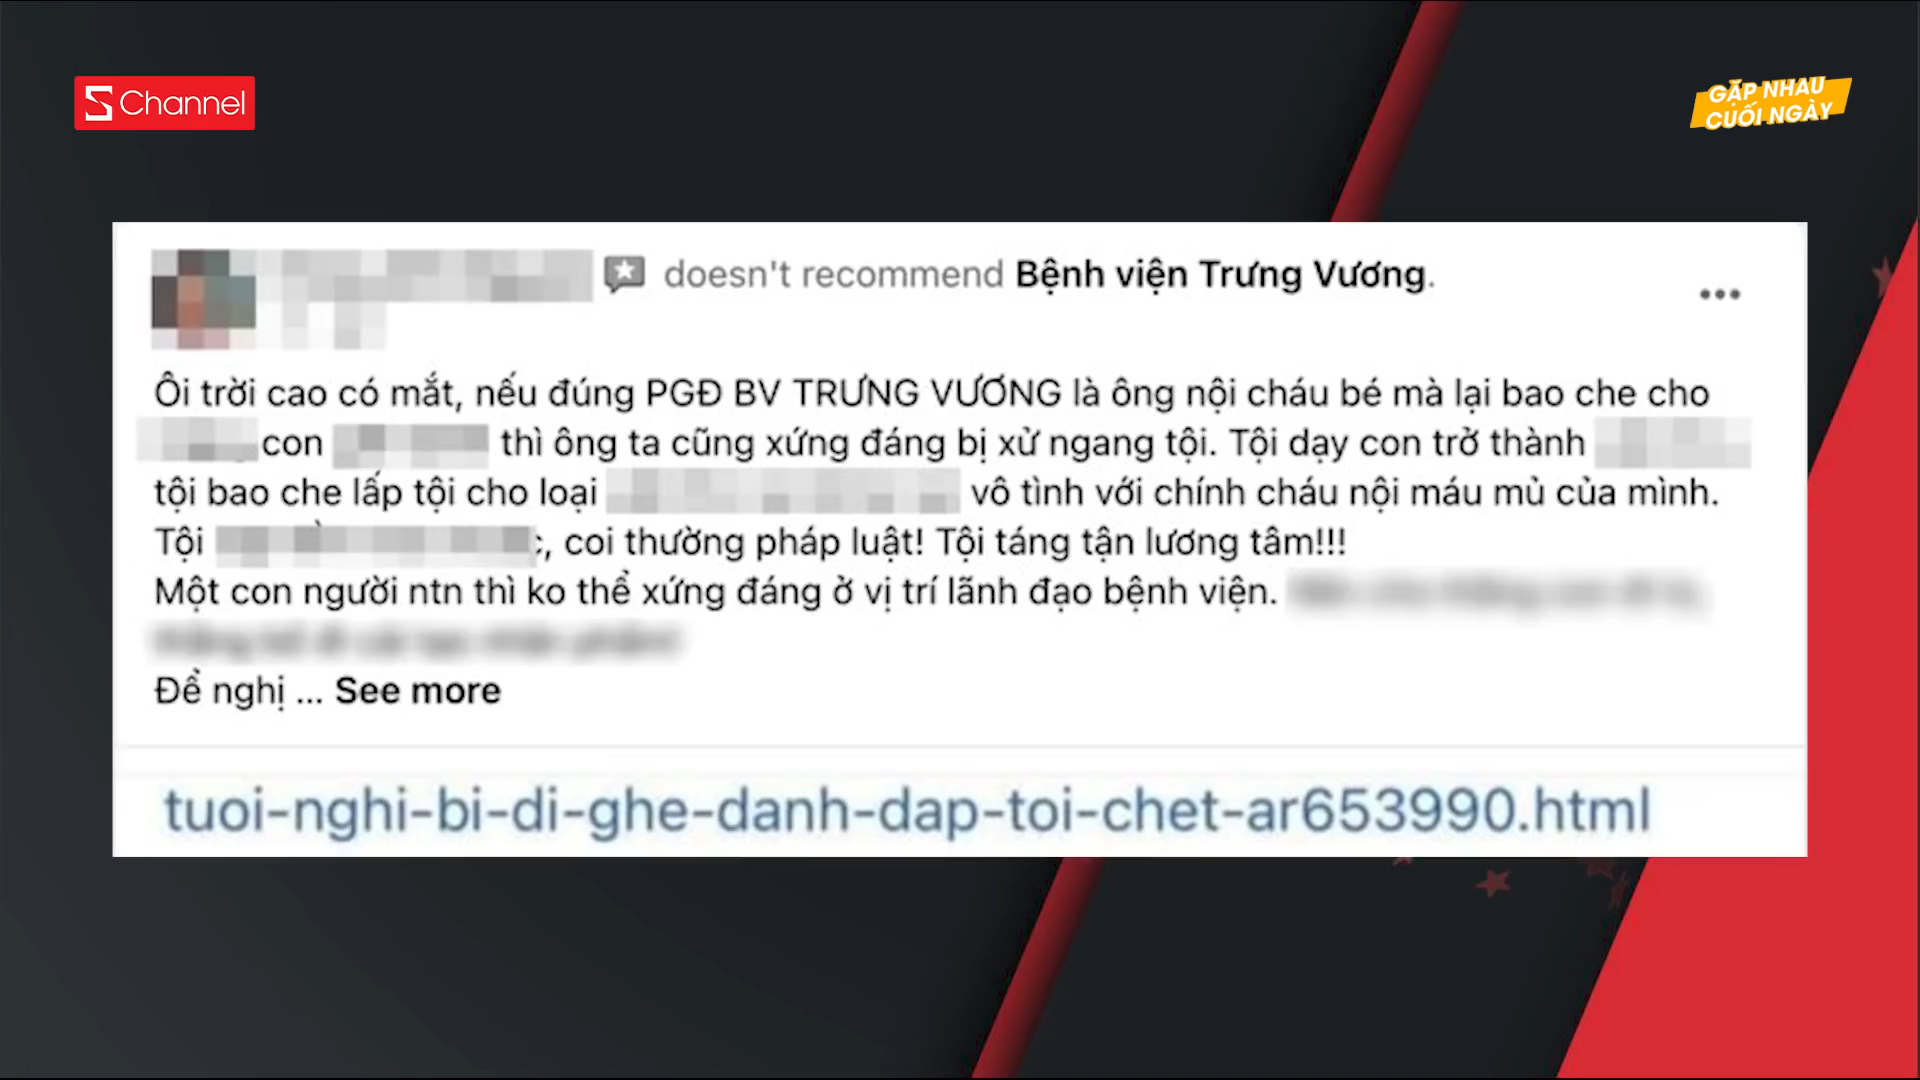 S Channel
GẶP NHAU
CUỐI NGÀY
doesn't recommend Bệnh viện Trưng Vương.
Ôi trời cao có mắt, nếu đúng PGĐ BV TRƯNG VƯƠNG là ông nội cháu bé mà lại bao che cho
con thì ông ta cũng xứng đáng bị xử ngang tội. Tội dạy con trở thành
tội bao che lấp tội cho loại vô tình với chính cháu nội máu mủ của mình.
Tội , coi thường pháp luật! Tội táng tận lương tâm!!!
Một con người ntn thì ko thể xứng đáng ở vị trí lãnh đạo bệnh viện.
Để nghị ... See more
tuoi-nghi-bi-di-ghe-danh-dap-toi-chet-ar653990.html